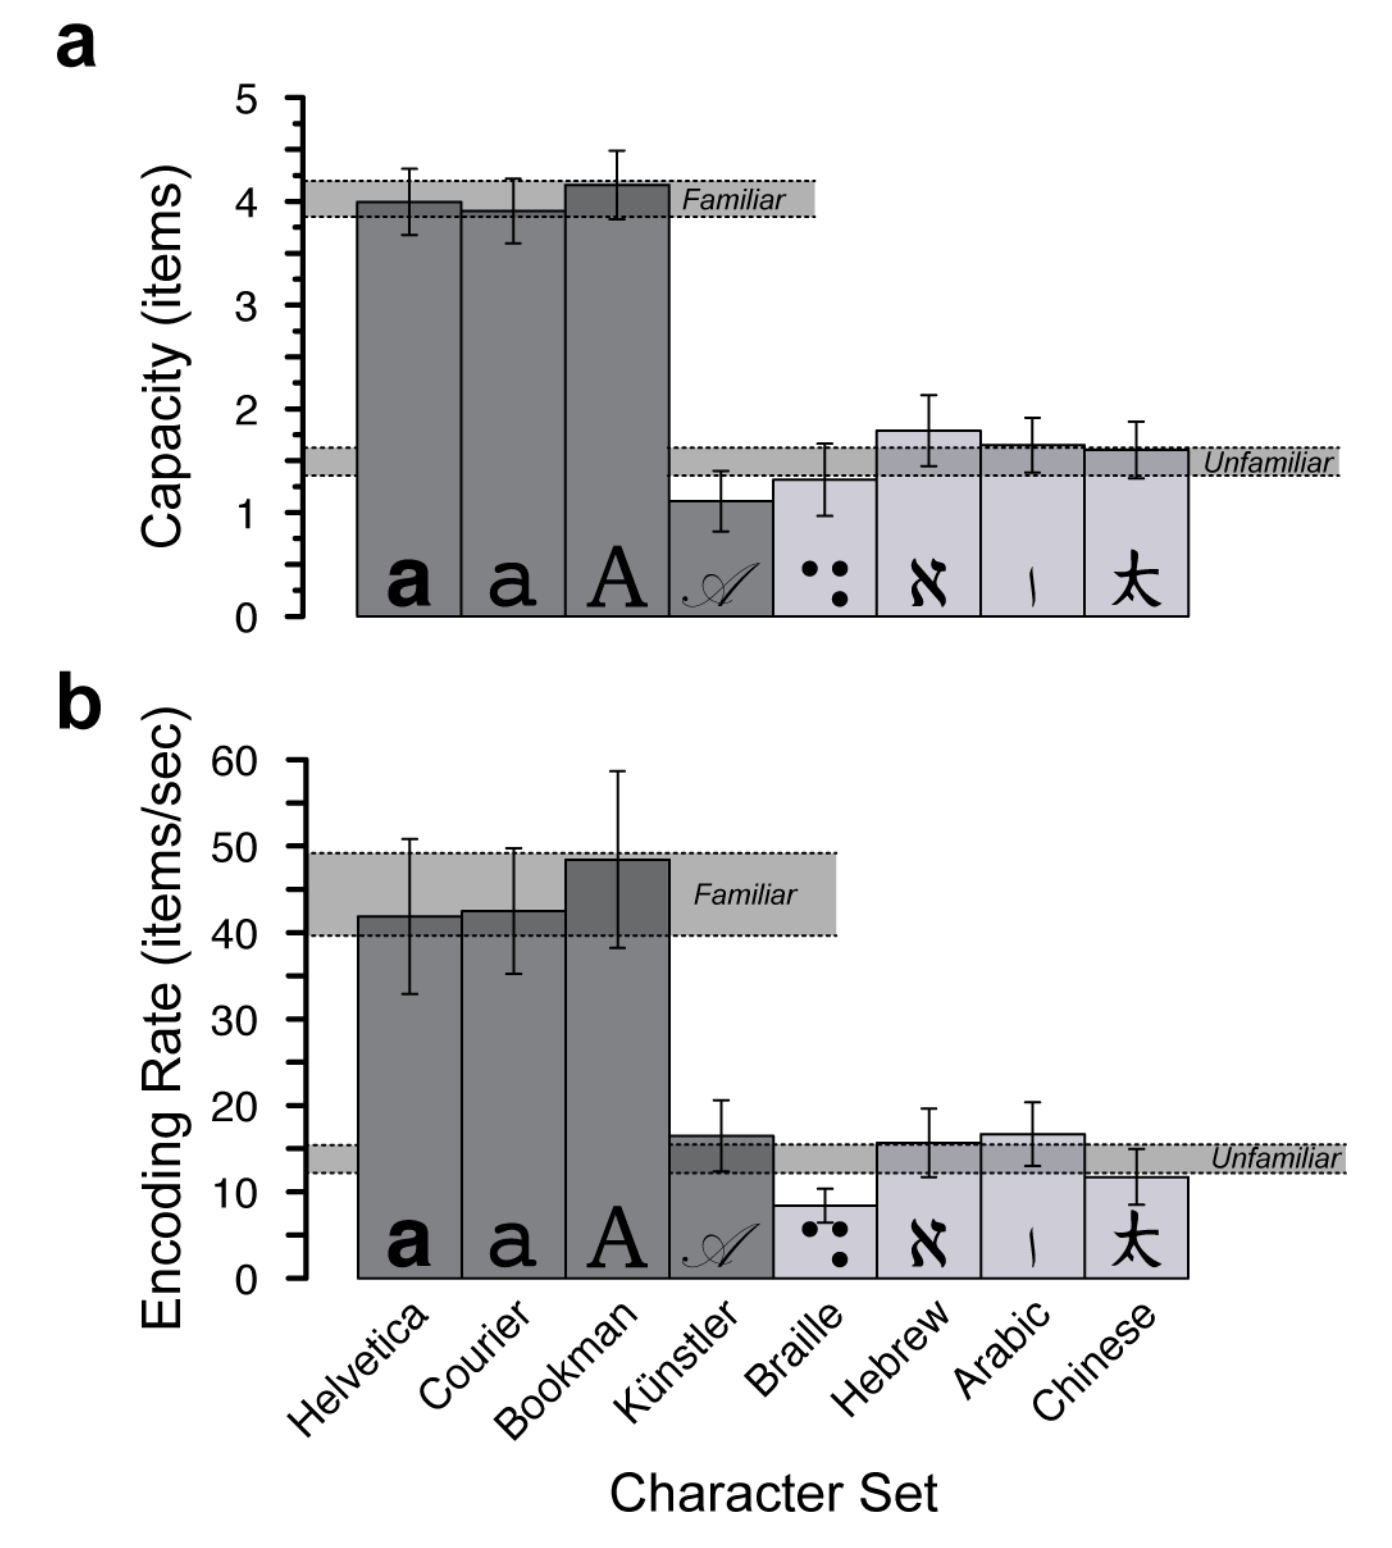 a
Capacity (items)
5
4
3
2
1
0
Familiar
Unfamiliar
a a A 𝒜 ⠙ א ا 太
b
Encoding Rate (items/sec)
60
50
40
30
20
10
0
Familiar
Unfamiliar
a a A 𝒜 ⠙ א ا 太
Helvetica
Courier
Bookman
Künstler
Braille
Hebrew
Arabic
Chinese
Character Set